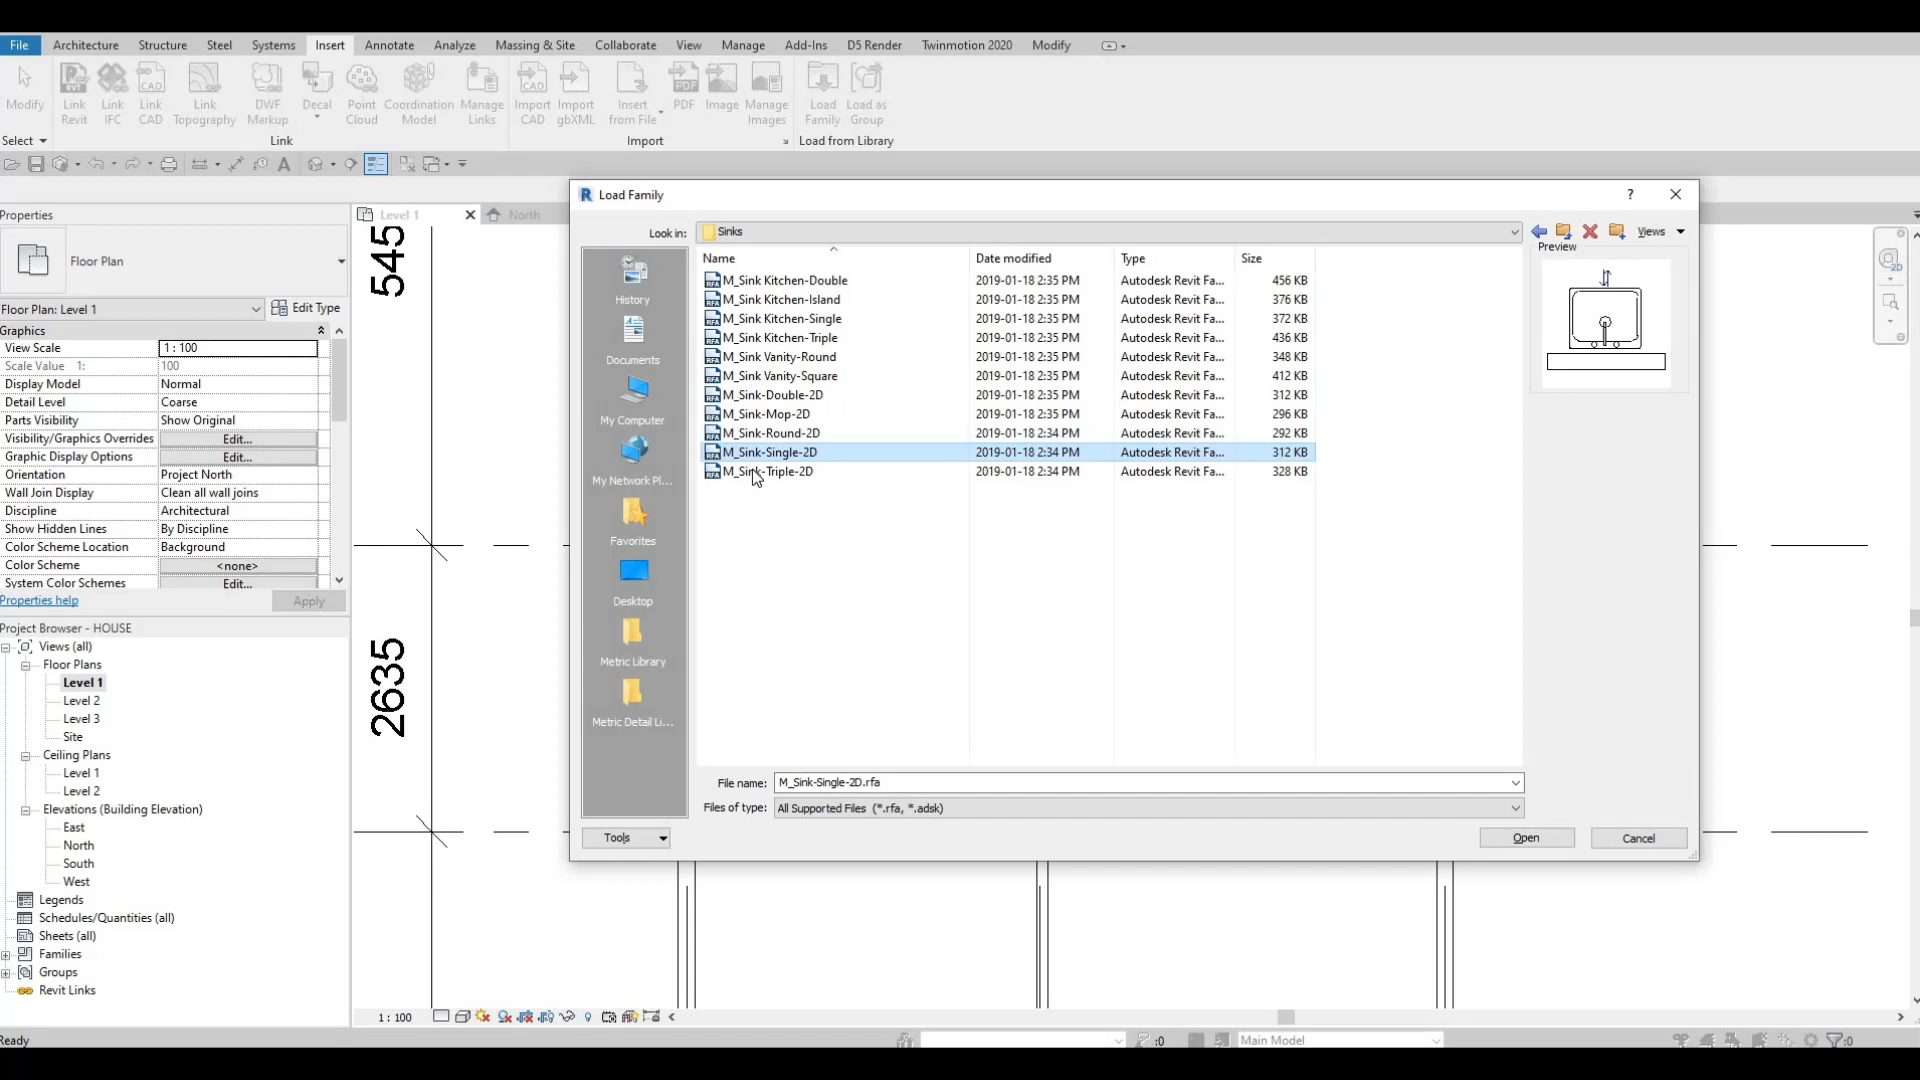 File Architecture Structure Steel Systems Insert Annotate Analyze Massing & Site Collaborate View Manage Add-Ins D5 Render Twinmotion 2020 Modify
Modify Link Revit Link IFC Link CAD Link Topography DWF Markup Decal Point Cloud Coordination Model Manage Links Import CAD Import gbXML Insert from File PDF Image Manage Images Load Family Load as Group
Select Link Import Load from Library
Properties
Floor Plan
Floor Plan: Level 1 Edit Type
Graphics
View Scale 1 : 100
Scale Value 1: 100
Display Model Normal
Detail Level Coarse
Parts Visibility Show Original
Visibility/Graphics Overrides Edit...
Graphic Display Options Edit...
Orientation Project North
Wall Join Display Clean all wall joins
Discipline Architectural
Show Hidden Lines By Discipline
Color Scheme Location Background
Color Scheme <none>
System Color Schemes Edit...
Properties help Apply
Project Browser - HOUSE
Views (all)
Floor Plans
Level 1
Level 2
Level 3
Site
Ceiling Plans
Level 1
Level 2
Elevations (Building Elevation)
East
North
South
West
Legends
Schedules/Quantities (all)
Sheets (all)
Families
Groups
Revit Links
Ready
Level 1 North
545
2635
1 : 100
Load Family
Look in: Sinks Views
Preview
History
Documents
My Computer
My Network Pl...
Favorites
Desktop
Metric Library
Metric Detail Li...
Name Date modified Type Size
M_Sink Kitchen-Double 2019-01-18 2:35 PM Autodesk Revit Fa... 456 KB
M_Sink Kitchen-Island 2019-01-18 2:35 PM Autodesk Revit Fa... 376 KB
M_Sink Kitchen-Single 2019-01-18 2:35 PM Autodesk Revit Fa... 372 KB
M_Sink Kitchen-Triple 2019-01-18 2:35 PM Autodesk Revit Fa... 436 KB
M_Sink Vanity-Round 2019-01-18 2:35 PM Autodesk Revit Fa... 348 KB
M_Sink Vanity-Square 2019-01-18 2:35 PM Autodesk Revit Fa... 412 KB
M_Sink-Double-2D 2019-01-18 2:35 PM Autodesk Revit Fa... 312 KB
M_Sink-Mop-2D 2019-01-18 2:35 PM Autodesk Revit Fa... 296 KB
M_Sink-Round-2D 2019-01-18 2:34 PM Autodesk Revit Fa... 292 KB
M_Sink-Single-2D 2019-01-18 2:34 PM Autodesk Revit Fa... 312 KB
M_Sink-Triple-2D 2019-01-18 2:34 PM Autodesk Revit Fa... 328 KB
File name: M_Sink-Single-2D.rfa
Files of type: All Supported Files (*.rfa, *.adsk)
Tools Open Cancel
:0 Main Model :0